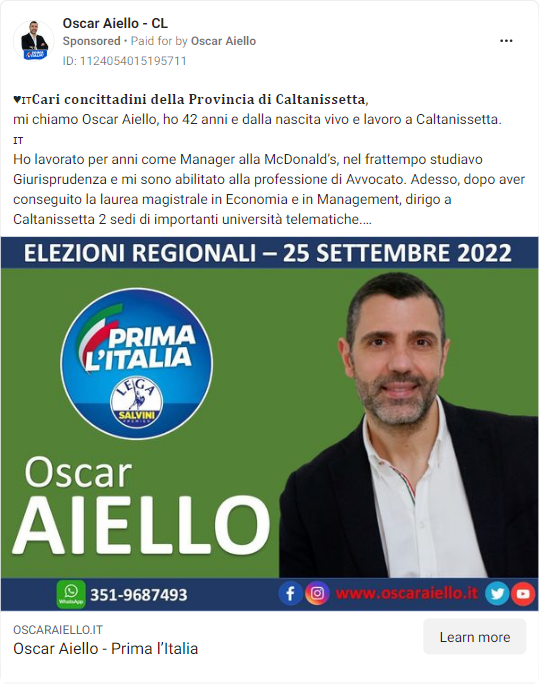 Oscar Aiello - CL
Sponsored • Paid for by Oscar Aiello
ID: 1124054015195711
♥ITCari concittadini della Provincia di Caltanissetta,
mi chiamo Oscar Aiello, ho 42 anni e dalla nascita vivo e lavoro a Caltanissetta.
IT
Ho lavorato per anni come Manager alla McDonald's, nel frattempo studiavo
Giurisprudenza e mi sono abilitato alla professione di Avvocato. Adesso, dopo aver
conseguito la laurea magistrale in Economia e in Management, dirigo a
Caltanissetta 2 sedi di importanti università telematiche....
ELEZIONI REGIONALI – 25 SETTEMBRE 2022
PRIMA
L'ITALIA
LEGA
SALVINI
PREMIER
Oscar
AIELLO
WhatsApp
351-9687493
www.oscaraiello.it
OSCARAIELLO.IT
Oscar Aiello - Prima l'Italia
Learn more